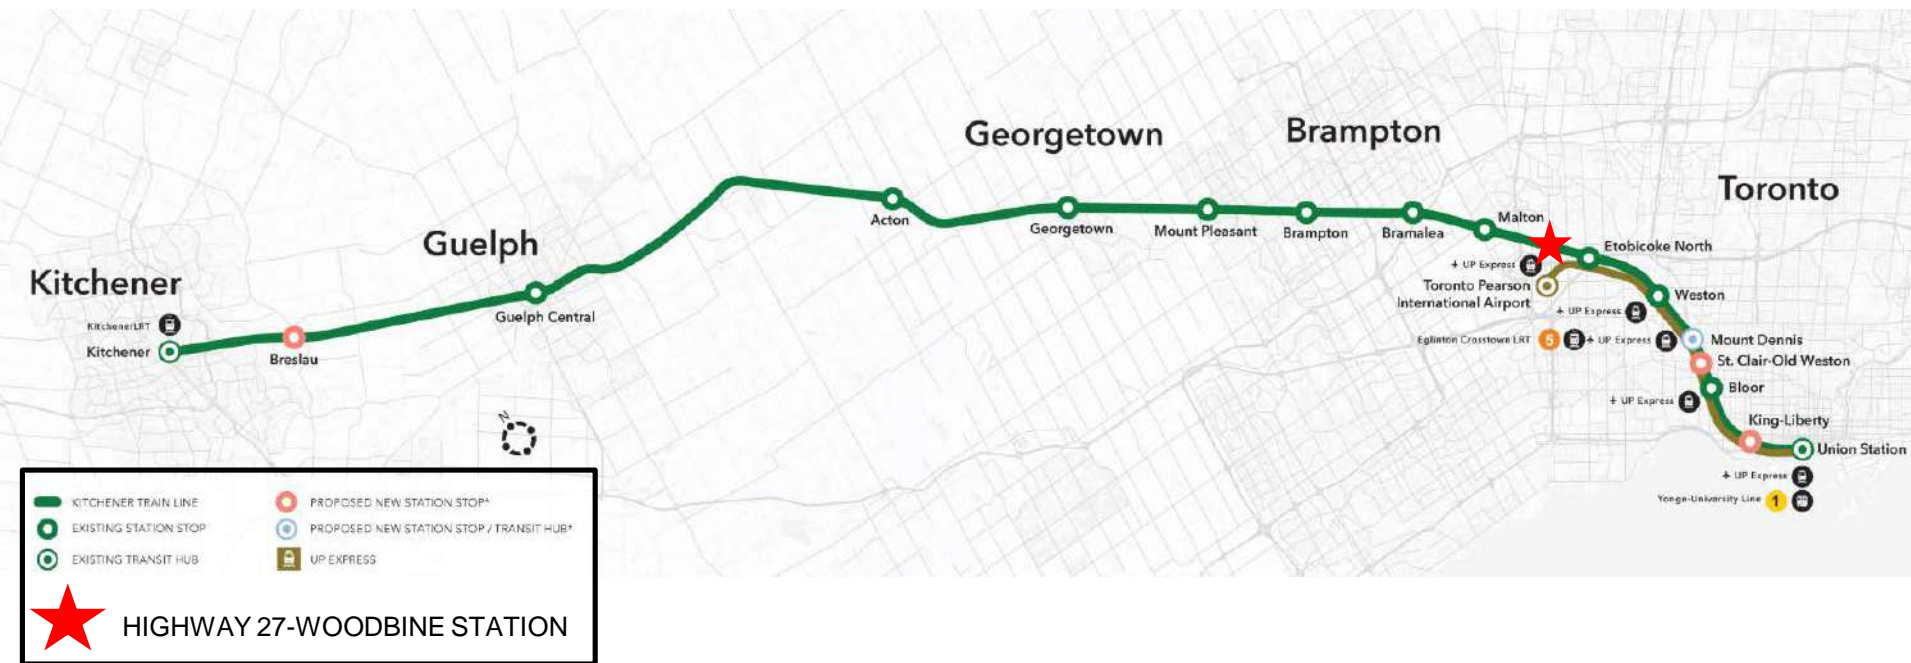 Georgetown
Brampton
Toronto
Guelph
Kitchener
Malton
Etobicoke North
Acton
Georgetown
Mount Pleasant
Brampton
Bramalea
+ UP Express
Toronto Pearson
International Airport
Weston
+ UP Express
Guelph Central
KitchenerLRT
Kitchener
Breslau
Eglinton Crosstown LRT 5 + UP Express
Mount Dennis
St. Clair-Old Weston
Bloor
+ UP Express
King-Liberty
Union Station
+ UP Express
Yonge-University Line 1
N
KITCHENER TRAIN LINE
EXISTING STATION STOP
EXISTING TRANSIT HUB
PROPOSED NEW STATION STOP*
PROPOSED NEW STATION STOP / TRANSIT HUB*
UP EXPRESS
HIGHWAY 27-WOODBINE STATION